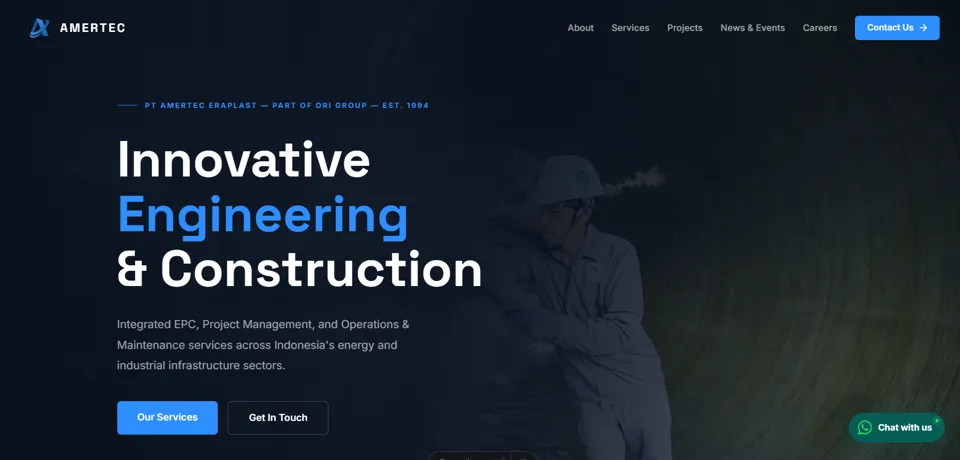 AMERTEC
About
Services
Projects
News & Events
Careers
Contact Us →
PT AMERTEC ERAPLAST — PART OF ORI GROUP — EST. 1994
Innovative
Engineering
& Construction
Integrated EPC, Project Management, and Operations &
Maintenance services across Indonesia's energy and
industrial infrastructure sectors.
Our Services
Get In Touch
Chat with us